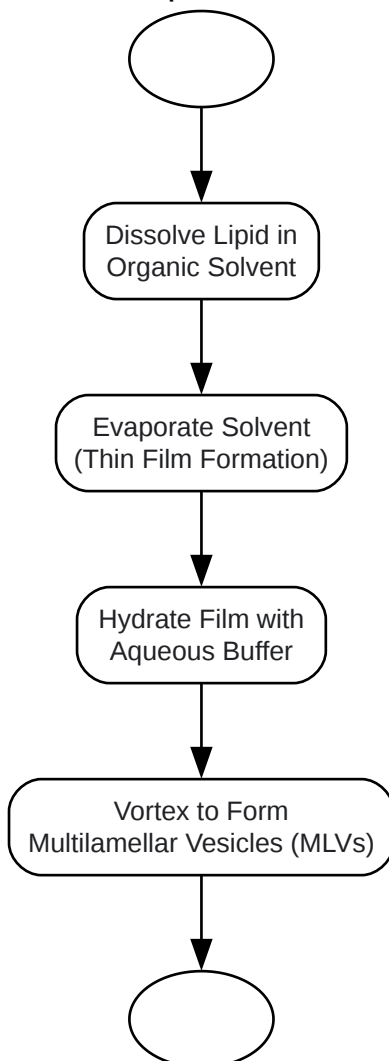 Dissolve Lipid in
Organic Solvent
Evaporate Solvent
(Thin Film Formation)
Hydrate Film with
Aqueous Buffer
Vortex to Form
Multilamellar Vesicles (MLVs)